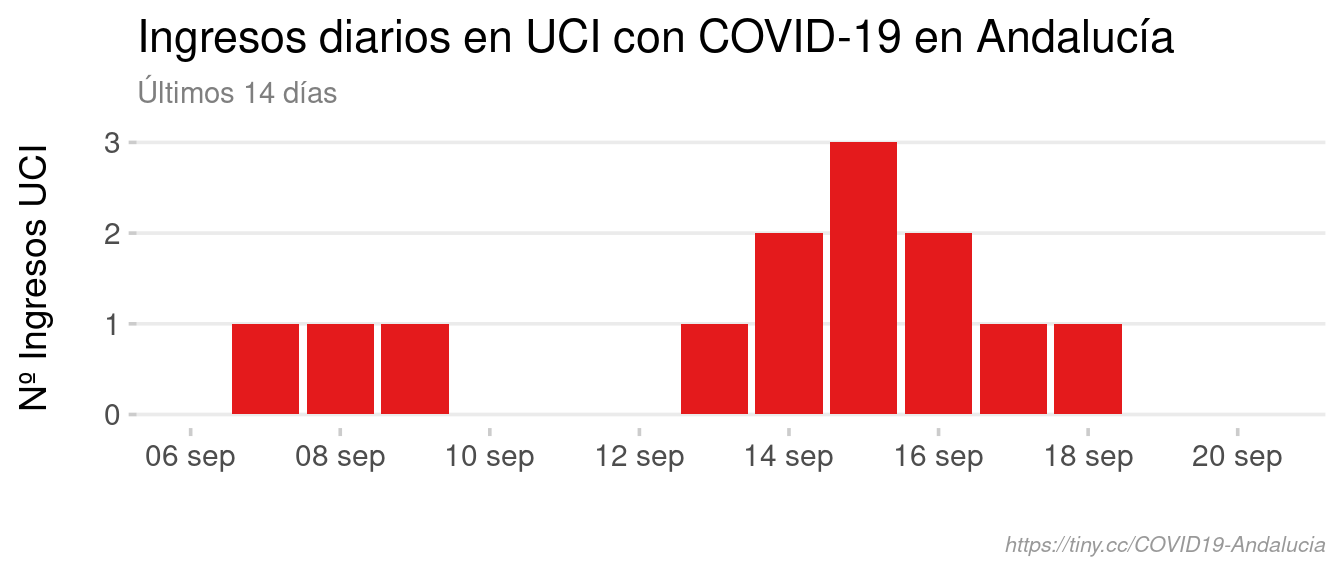 Ingresos diarios en UCI con COVID-19 en Andalucía
Últimos 14 días
Nº Ingresos UCI
3
2
1
0
06 sep 08 sep 10 sep 12 sep 14 sep 16 sep 18 sep 20 sep
https://tiny.cc/COVID19-Andalucia